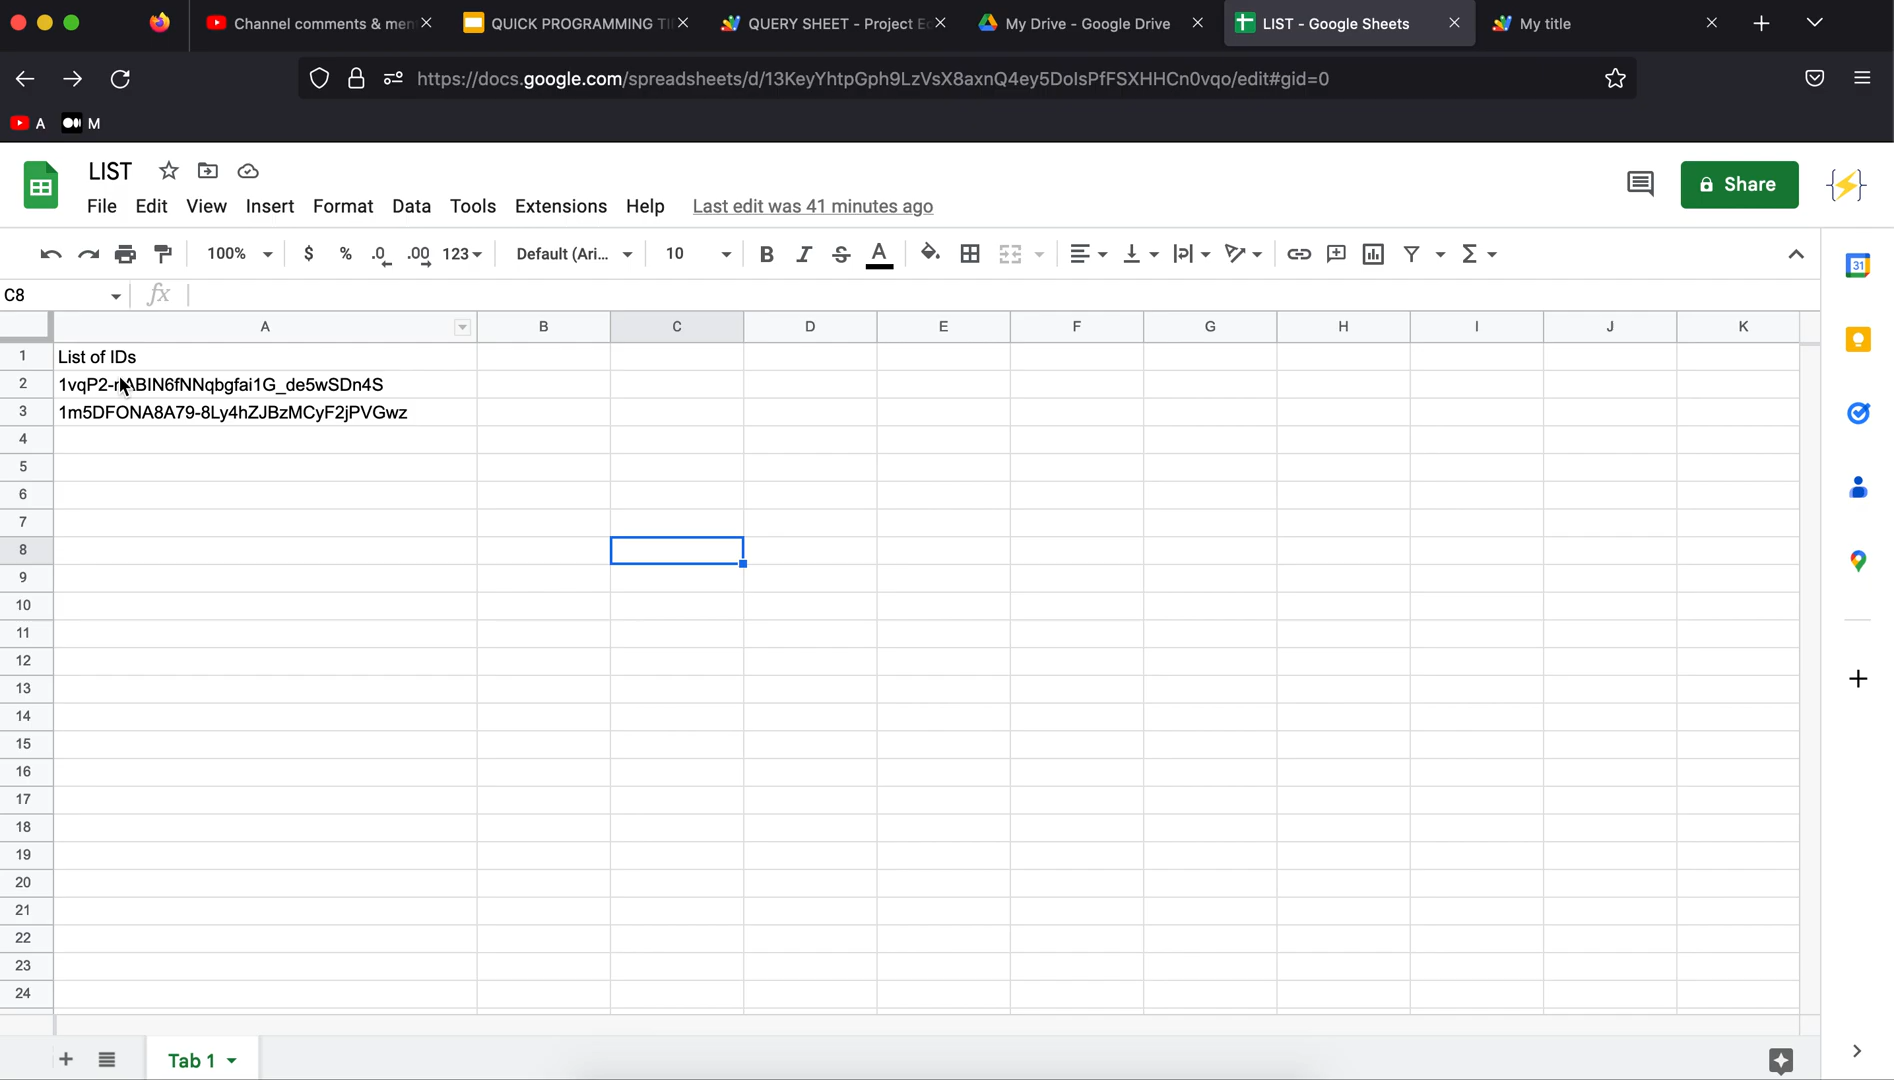 Channel comments & men
QUICK PROGRAMMING TI
QUERY SHEET - Project Ed
My Drive - Google Drive
LIST - Google Sheets
My title
https://docs.google.com/spreadsheets/d/13KeyYhtpGph9LzVsX8axnQ4ey5DoIsPfFSXHHCn0vqo/edit#gid=0
A M
LIST
File Edit View Insert Format Data Tools Extensions Help Last edit was 41 minutes ago
Share
100% $ % .0 .00 123 Default (Ari... 10 B I S A
31
C8 fx
A B C D E F G H I J K
1 List of IDs
2
3 1m5DFONA8A79-8Ly4hZJBzMCyF2jPVGwz
4
5
6
7
8
9
10
11
12
13
14
15
16
17
18
19
20
21
22
23
24
Tab 1